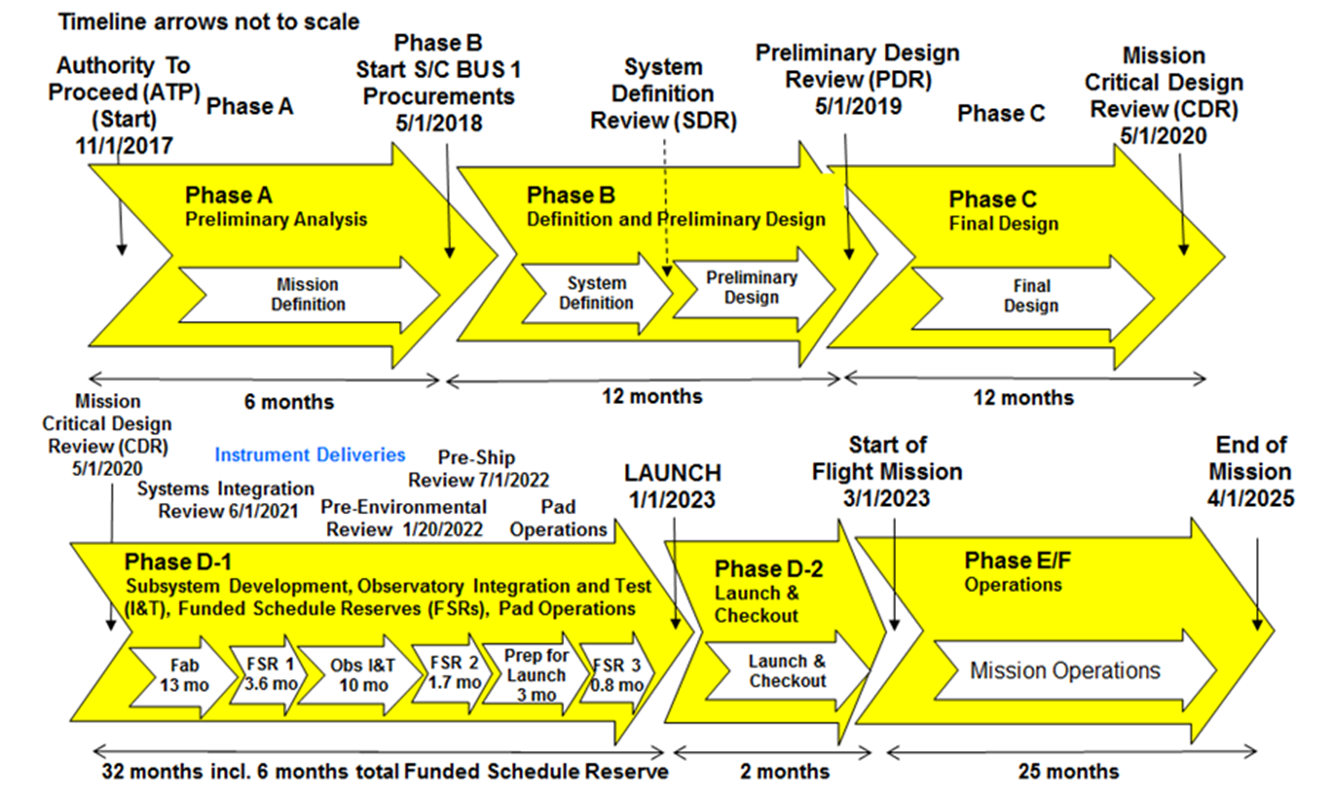 Timeline arrows not to scale
Authority To
Proceed (ATP)
(Start)
11/1/2017
Phase A
Phase B
Start S/C BUS 1
Procurements
5/1/2018
System
Definition
Review (SDR)
Preliminary Design
Review (PDR)
5/1/2019
Phase C
Mission
Critical Design
Review (CDR)
5/1/2020
Phase A
Preliminary Analysis
Mission
Definition
Phase B
Definition and Preliminary Design
System
Definition
Preliminary
Design
Phase C
Final Design
Final
Design
6 months
12 months
12 months
Mission
Critical Design
Review (CDR)
5/1/2020
Instrument Deliveries
Systems Integration
Review 6/1/2021
Pre-Ship
Review 7/1/2022
Pre-Environmental
Review 1/20/2022
Pad
Operations
LAUNCH
1/1/2023
Start of
Flight Mission
3/1/2023
End of
Mission
4/1/2025
Phase D-1
Subsystem Development, Observatory Integration and Test
(I&T), Funded Schedule Reserves (FSRs), Pad Operations
Fab
13 mo
FSR 1
3.6 mo
Obs I&T
10 mo
FSR 2
1.7 mo
Prep for
Launch
3 mo
FSR 3
0.8 mo
Phase D-2
Launch &
Checkout
Launch &
Checkout
Phase E/F
Operations
Mission Operations
32 months incl. 6 months total Funded Schedule Reserve
2 months
25 months